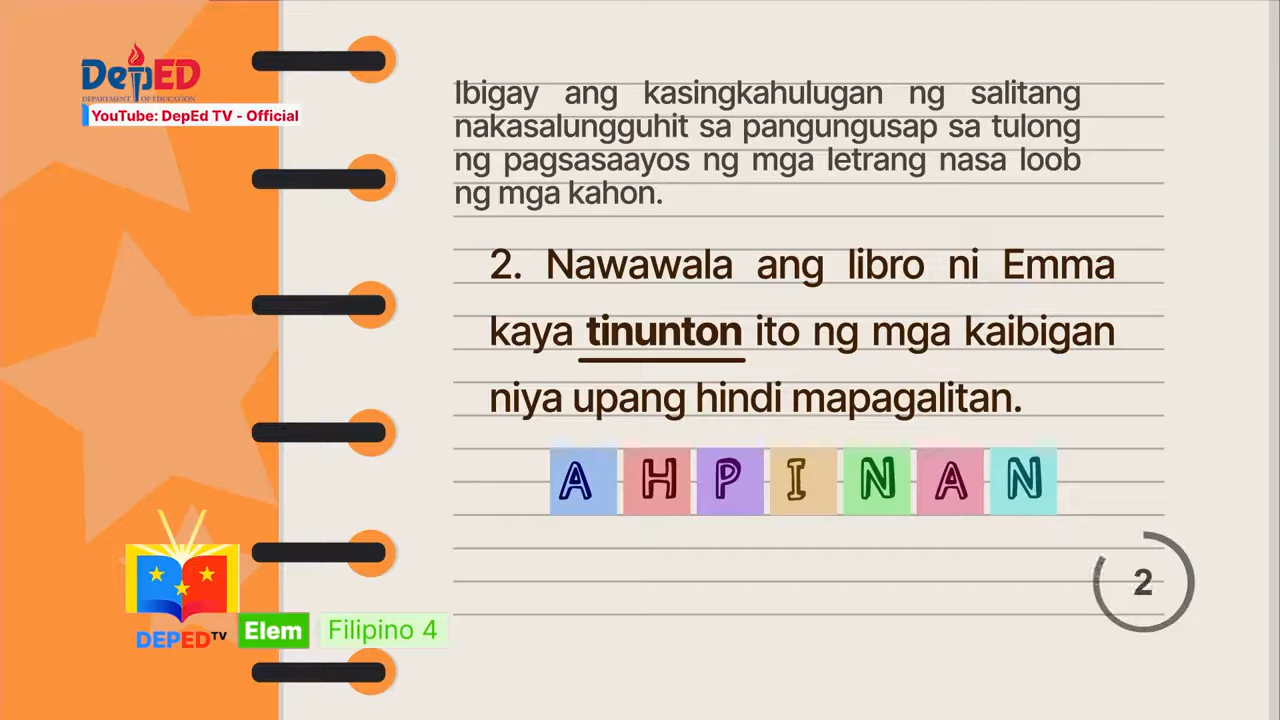 DepED
DEPARTMENT OF EDUCATION
YouTube: DepEd TV - Official
Ibigay ang kasingkahulugan ng salitang
nakasalungguhit sa pangungusap sa tulong
ng pagsasaayos ng mga letrang nasa loob
ng mga kahon.
2. Nawawala ang libro ni Emma
kaya tinunton ito ng mga kaibigan
niya upang hindi mapagalitan.
A H P I N A N
2
DEPED TV
Elem Filipino 4